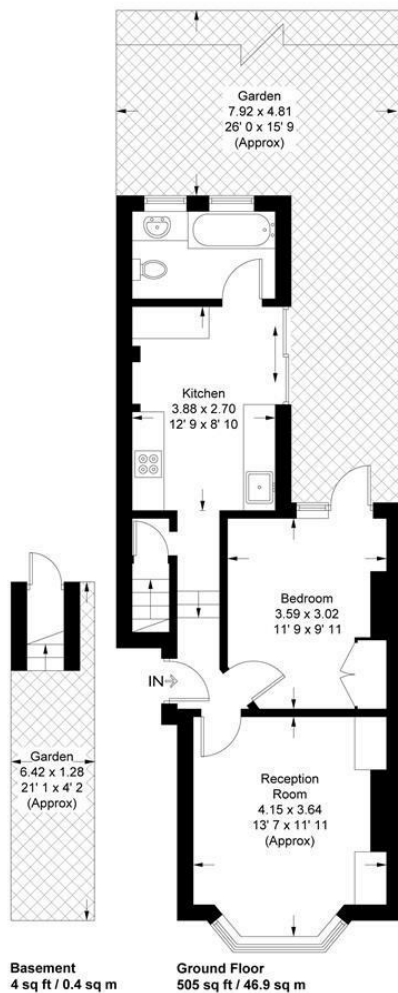 Garden
7.92 x 4.81
26' 0 x 15' 9
(Approx)
Kitchen
3.88 x 2.70
12' 9 x 8' 10
Bedroom
3.59 x 3.02
11' 9 x 9' 11
IN
Reception
Room
4.15 x 3.64
13' 7 x 11' 11
(Approx)
Garden
6.42 x 1.28
21' 1 x 4' 2
(Approx)
Basement
4 sq ft / 0.4 sq m
Ground Floor
505 sq ft / 46.9 sq m